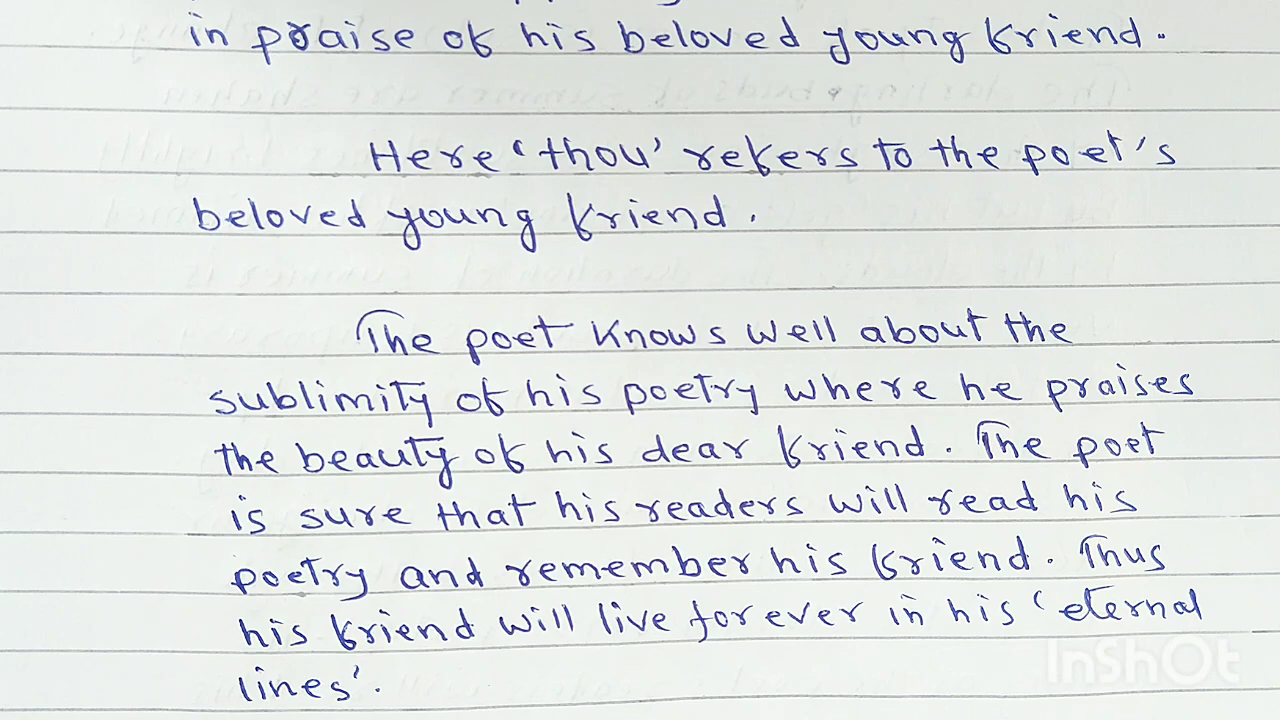 in praise of his beloved young friend.
Here 'thou' refers to the poet's
beloved young friend.
The poet knows well about the
sublimity of his poetry where he praises
the beauty of his dear friend. The poet
is sure that his readers will read his
poetry and remember his friend. Thus
his friend will live forever in his 'eternal
lines'.
InShOt